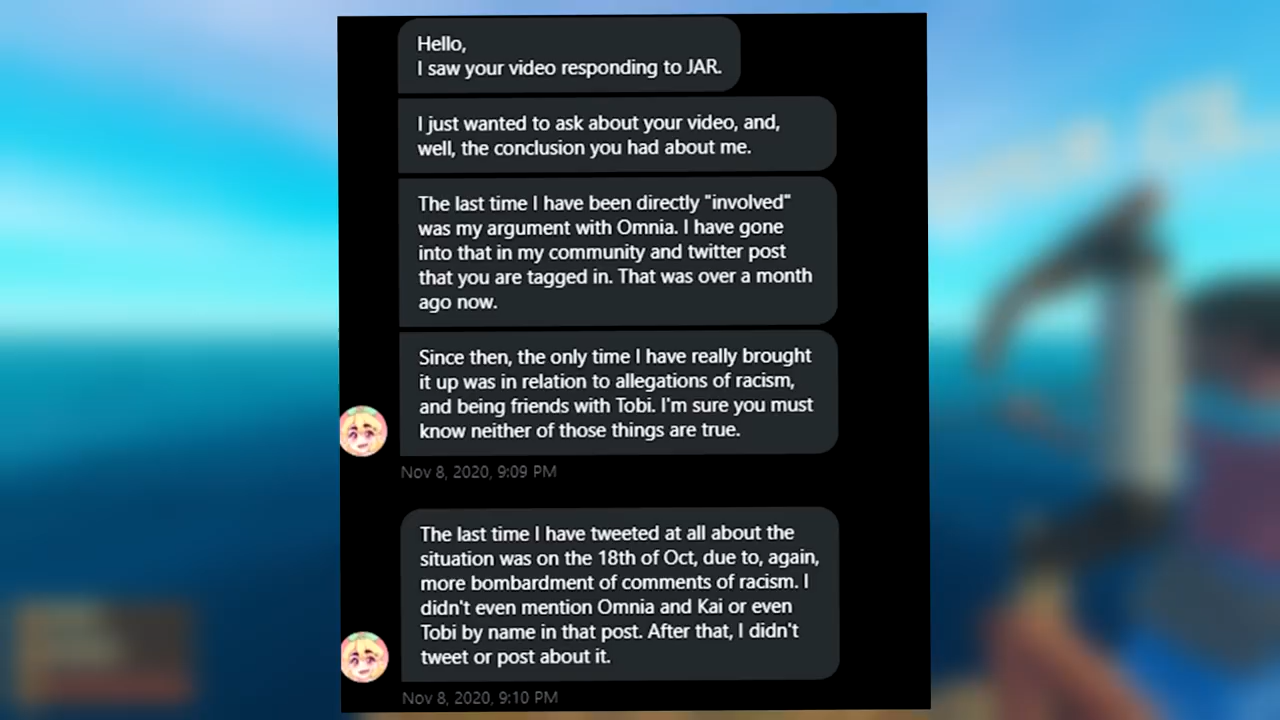 Hello,
I saw your video responding to JAR.
I just wanted to ask about your video, and,
well, the conclusion you had about me.
The last time I have been directly "involved"
was my argument with Omnia. I have gone
into that in my community and twitter post
that you are tagged in. That was over a month
ago now.
Since then, the only time I have really brought
it up was in relation to allegations of racism,
and being friends with Tobi. I'm sure you must
know neither of those things are true.
Nov 8, 2020, 9:09 PM
The last time I have tweeted at all about the
situation was on the 18th of Oct, due to, again,
more bombardment of comments of racism. I
didn't even mention Omnia and Kai or even
Tobi by name in that post. After that, I didn't
tweet or post about it.
Nov 8, 2020, 9:10 PM